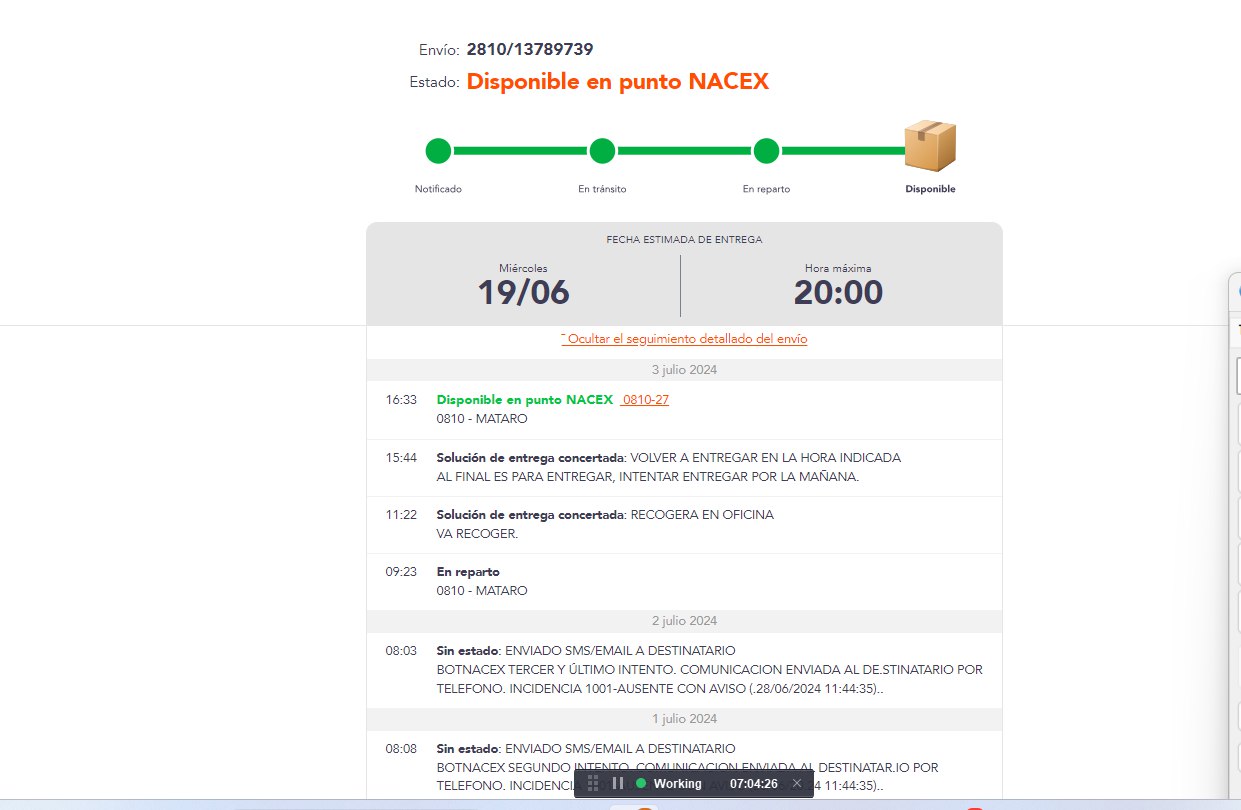 Envío: 2810/13789739
Estado: Disponible en punto NACEX
Notificado En tránsito En reparto Disponible
FECHA ESTIMADA DE ENTREGA
Miércoles Hora máxima
19/06 20:00
Ocultar el seguimiento detallado del envío
3 julio 2024
16:33 Disponible en punto NACEX 0810-27
0810 - MATARO
15:44 Solución de entrega concertada: VOLVER A ENTREGAR EN LA HORA INDICADA
AL FINAL ES PARA ENTREGAR, INTENTAR ENTREGAR POR LA MAÑANA.
11:22 Solución de entrega concertada: RECOGERA EN OFICINA
VA RECOGER.
09:23 En reparto
0810 - MATARO
2 julio 2024
08:03 Sin estado: ENVIADO SMS/EMAIL A DESTINATARIO
BOTNACEX TERCER Y ÚLTIMO INTENTO. COMUNICACION ENVIADA AL DE.STINATARIO POR
TELEFONO. INCIDENCIA 1001-AUSENTE CON AVISO (.28/06/2024 11:44:35)..
1 julio 2024
08:08 Sin estado: ENVIADO SMS/EMAIL A DESTINATARIO
BOTNACEX SEGUNDO INTENTO. COMUNICACION ENVIADA AL DESTINATAR.IO POR
TELEFONO. INCIDENCIA
Working 07:04:26